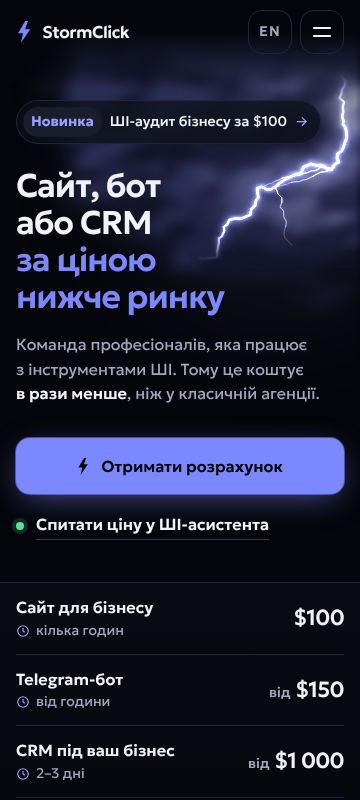 StormClick
EN
Новинка ШІ-аудит бізнесу за $100 →
Сайт, бот
або CRM
за ціною
нижче ринку
Команда професіоналів, яка працює
з інструментами ШІ. Тому це коштує
в рази менше, ніж у класичній агенції.
Отримати розрахунок
Спитати ціну у ШІ-асистента
Сайт для бізнесу
$100
кілька годин
Telegram-бот
від $150
від години
CRM під ваш бізнес
від $1 000
2–3 дні